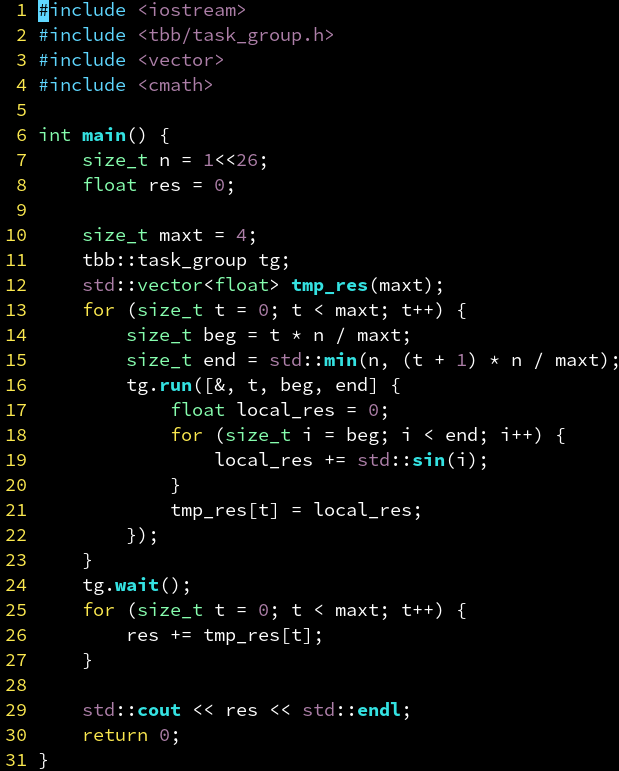 1 #include <iostream>
2 #include <tbb/task_group.h>
3 #include <vector>
4 #include <cmath>
5
6 int main() {
7     size_t n = 1<<26;
8     float res = 0;
9
10     size_t maxt = 4;
11     tbb::task_group tg;
12     std::vector<float> tmp_res(maxt);
13     for (size_t t = 0; t < maxt; t++) {
14         size_t beg = t * n / maxt;
15         size_t end = std::min(n, (t + 1) * n / maxt);
16         tg.run([&, t, beg, end] {
17             float local_res = 0;
18             for (size_t i = beg; i < end; i++) {
19                 local_res += std::sin(i);
20             }
21             tmp_res[t] = local_res;
22         });
23     }
24     tg.wait();
25     for (size_t t = 0; t < maxt; t++) {
26         res += tmp_res[t];
27     }
28
29     std::cout << res << std::endl;
30     return 0;
31 }